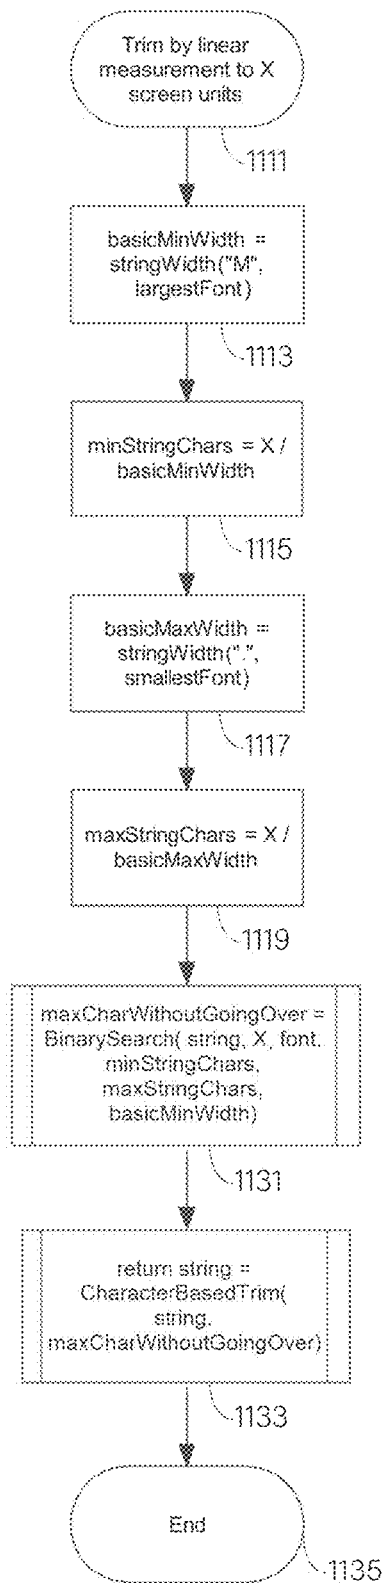 Trim by linear
measurement to X
screen units
1111
basicMinWidth =
stringWidth("M",
largestFont)
1113
minStringChars = X /
basicMinWidth
1115
basicMaxWidth =
stringWidth(".",
smallestFont)
1117
maxStringChars = X /
basicMaxWidth
1119
maxCharWithoutGoingOver =
BinarySearch( string, X, font,
minStringChars,
maxStringChars,
basicMinWidth)
1131
return string =
CharacterBasedTrim(
string,
maxCharWithoutGoingOver)
1133
End
1135